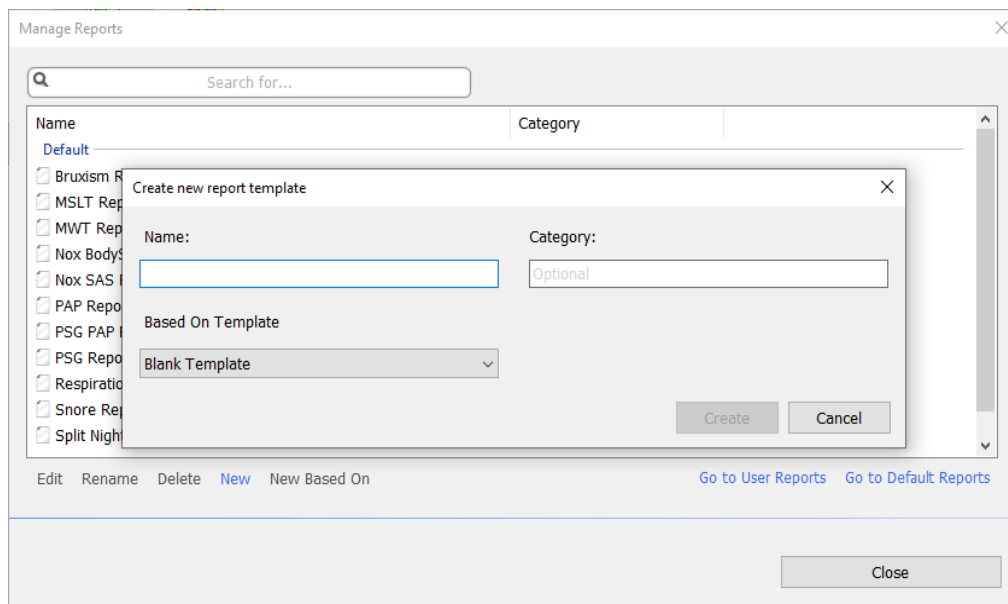 Manage Reports
Search for...
Name Category
Default
Bruxism R
MSLT Rep
MWT Rep
Nox Body
Nox SAS
PAP Repo
PSG PAP
PSG Repo
Respiratio
Snore Rep
Split Night
Create new report template
Name: Category:
Optional
Based On Template
Blank Template
Create Cancel
Edit Rename Delete New New Based On Go to User Reports Go to Default Reports
Close